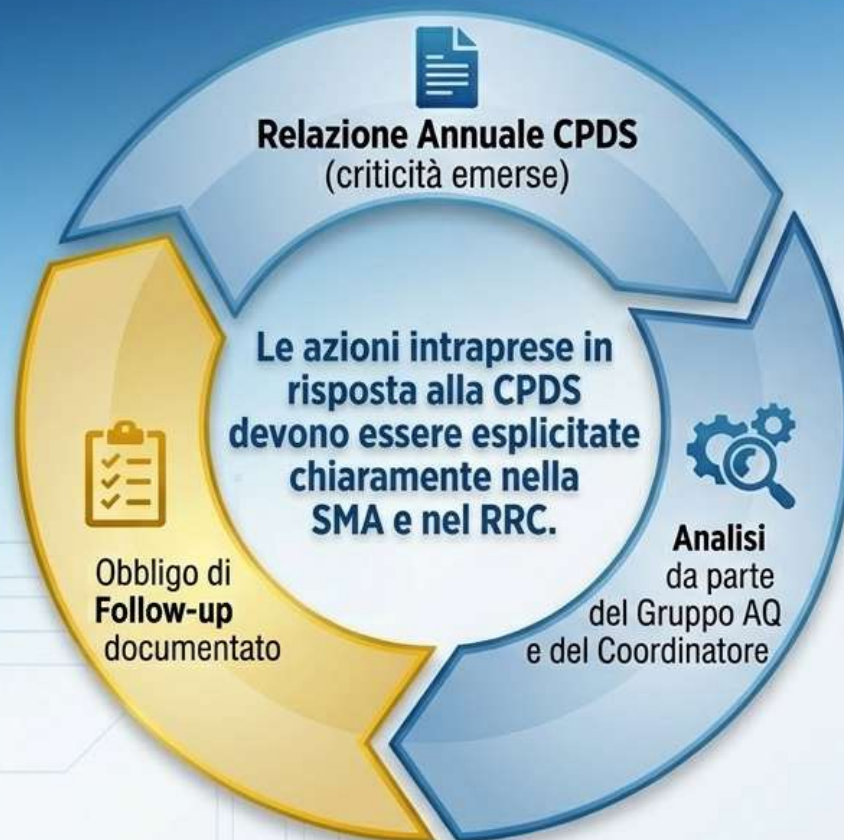 Relazione Annuale CPDS
(criticità emerse)
Le azioni intraprese in
risposta alla CPDS
devono essere esplicitate
chiaramente nella
SMA e nel RRC.
Analisi
da parte
del Gruppo AQ
e del Coordinatore
Obbligo di
Follow-up
documentato